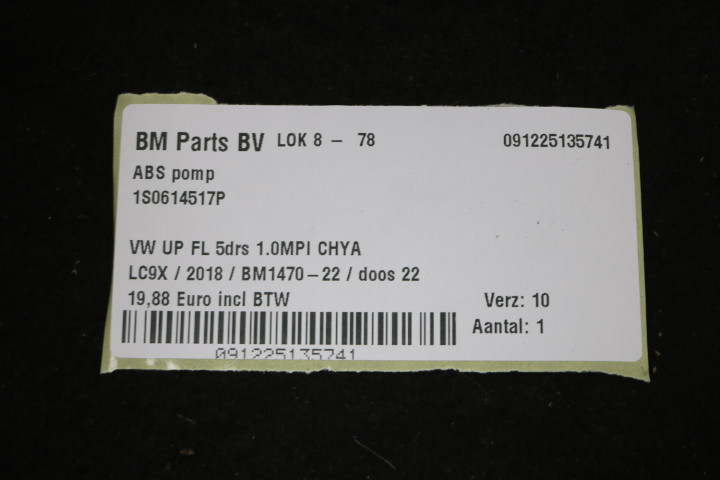 BM Parts BV LOK 8 - 78 091225135741
ABS pomp
1S0614517P
VW UP FL 5drs 1.0MPI CHYA
LC9X / 2018 / BM1470-22 / doos 22
19,88 Euro incl BTW Verz: 10
Aantal: 1
091225135741